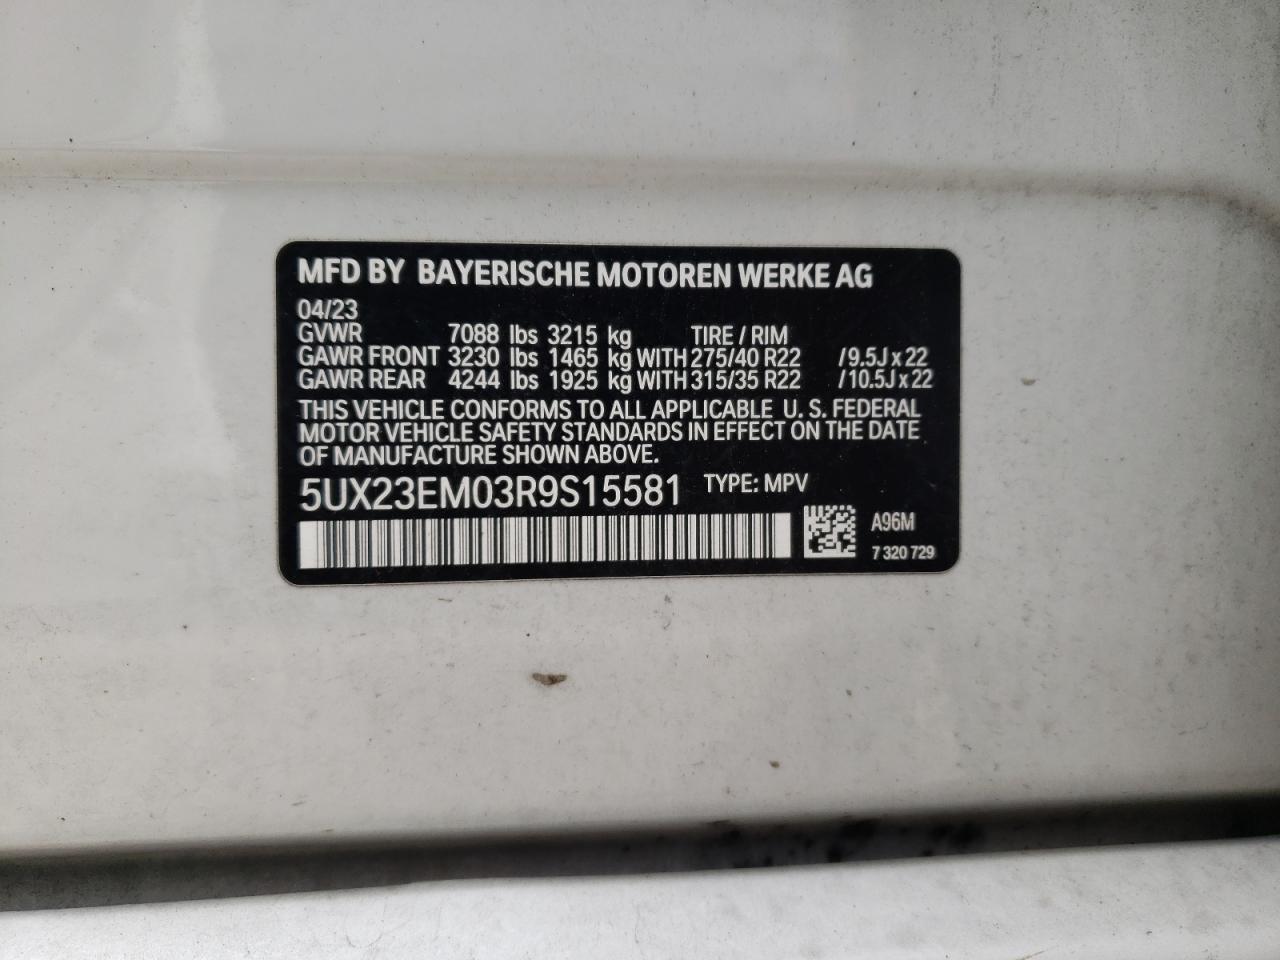 MFD BY BAYERISCHE MOTOREN WERKE AG
04/23
GVWR 7088 lbs 3215 kg TIRE / RIM
GAWR FRONT 3230 lbs 1465 kg WITH 275/40 R22 / 9.5J x 22
GAWR REAR 4244 lbs 1925 kg WITH 315/35 R22 / 10.5J x 22
THIS VEHICLE CONFORMS TO ALL APPLICABLE U. S. FEDERAL
MOTOR VEHICLE SAFETY STANDARDS IN EFFECT ON THE DATE
OF MANUFACTURE SHOWN ABOVE.
5UX23EM03R9S15581 TYPE: MPV
A96M
7 320 729